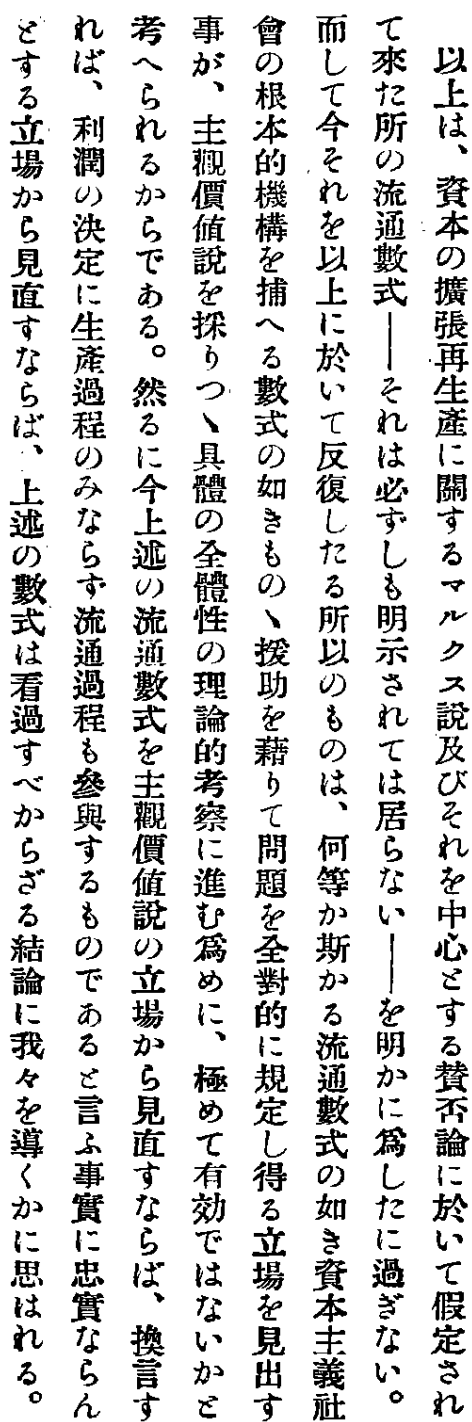 以上は、資本の擴張再生產に關するマルクス說及びそれを中心とする賛否論に於いて假定され
て來た所の流通數式――それは必ずしも明示されては居らない――を明かに爲したに過ぎない。
而して今それを以上に於いて反復したる所以のものは、何等か斯かる流通數式の如き資本主義社
會の根本的機構を捕へる數式の如きものゝ援助を藉りて問題を全對的に規定し得る立場を見出す
事が、主觀價値說を採りつゝ具體の全體性の理論的考察に進む爲めに、極めて有効ではないかと
考へられるからである。然るに今上述の流通數式を主觀價値說の立場から見直すならば、換言す
れば、利潤の決定に生產過程のみならず流通過程も參與するものであると言ふ事實に忠實ならん
とする立場から見直すならば、上述の數式は看過すべからざる結論に我々を導くかに思はれる。